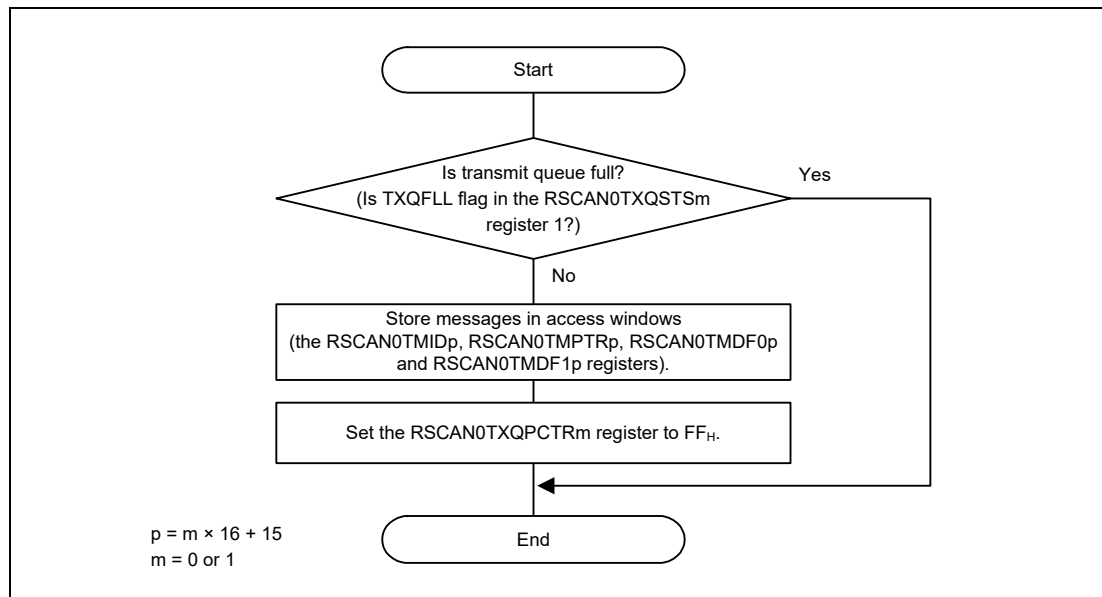 Start
Is transmit queue full?
(Is TXQFLL flag in the RSCAN0TXQSTSm
register 1?)
Yes
No
Store messages in access windows
(the RSCAN0TMIDp, RSCAN0TMPTRp, RSCAN0TMDF0p
and RSCAN0TMDF1p registers).
Set the RSCAN0TXQPCTRm register to FFH.
End
p = m × 16 + 15
m = 0 or 1